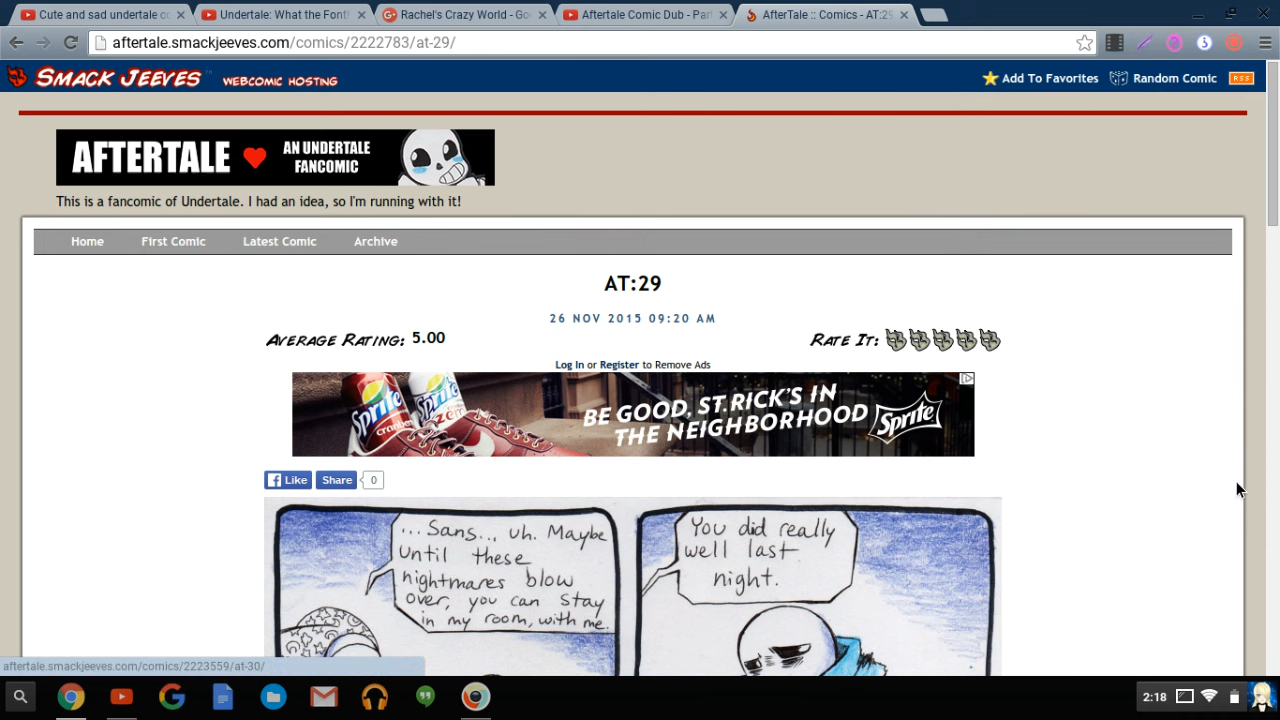 Cute and sad undertale co
Undertale: What the Font
Rachel's Crazy World - Goo
Aftertale Comic Dub - Part
AfterTale :: Comics - AT:29
aftertale.smackjeeves.com/comics/2222783/at-29/
SMACK JEEVES WEBCOMIC HOSTING
Add To Favorites
Random Comic
RSS
AFTERTALE
AN UNDERTALE
FANCOMIC
This is a fancomic of Undertale. I had an idea, so I'm running with it!
Home
First Comic
Latest Comic
Archive
AT:29
26 NOV 2015 09:20 AM
AVERAGE RATING: 5.00
RATE IT:
Log In or Register to Remove Ads
Sprite
cran
Sprite
zero
BE GOOD, ST. RICK'S IN
THE NEIGHBORHOOD
Sprite
Like
Share
0
...Sans... uh. Maybe
until these
nightmares blow
over, you can stay
in my room, with me.
You did really
well last
night.
aftertale.smackjeeves.com/comics/2223559/at-30/
2:18